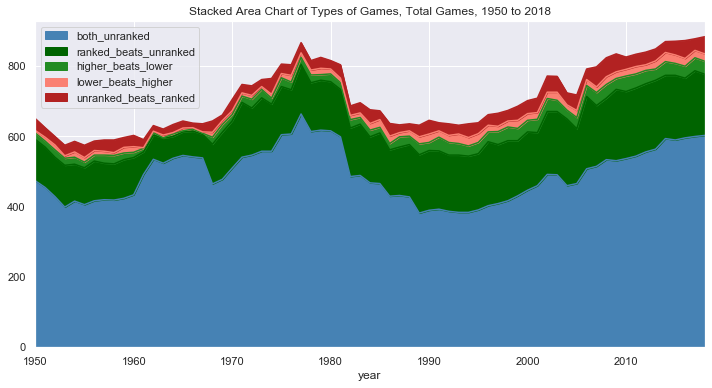 Stacked Area Chart of Types of Games, Total Games, 1950 to 2018
both_unranked
ranked_beats_unranked
higher_beats_lower
lower_beats_higher
unranked_beats_ranked
800
600
400
200
0
1950 1960 1970 1980 1990 2000 2010
year